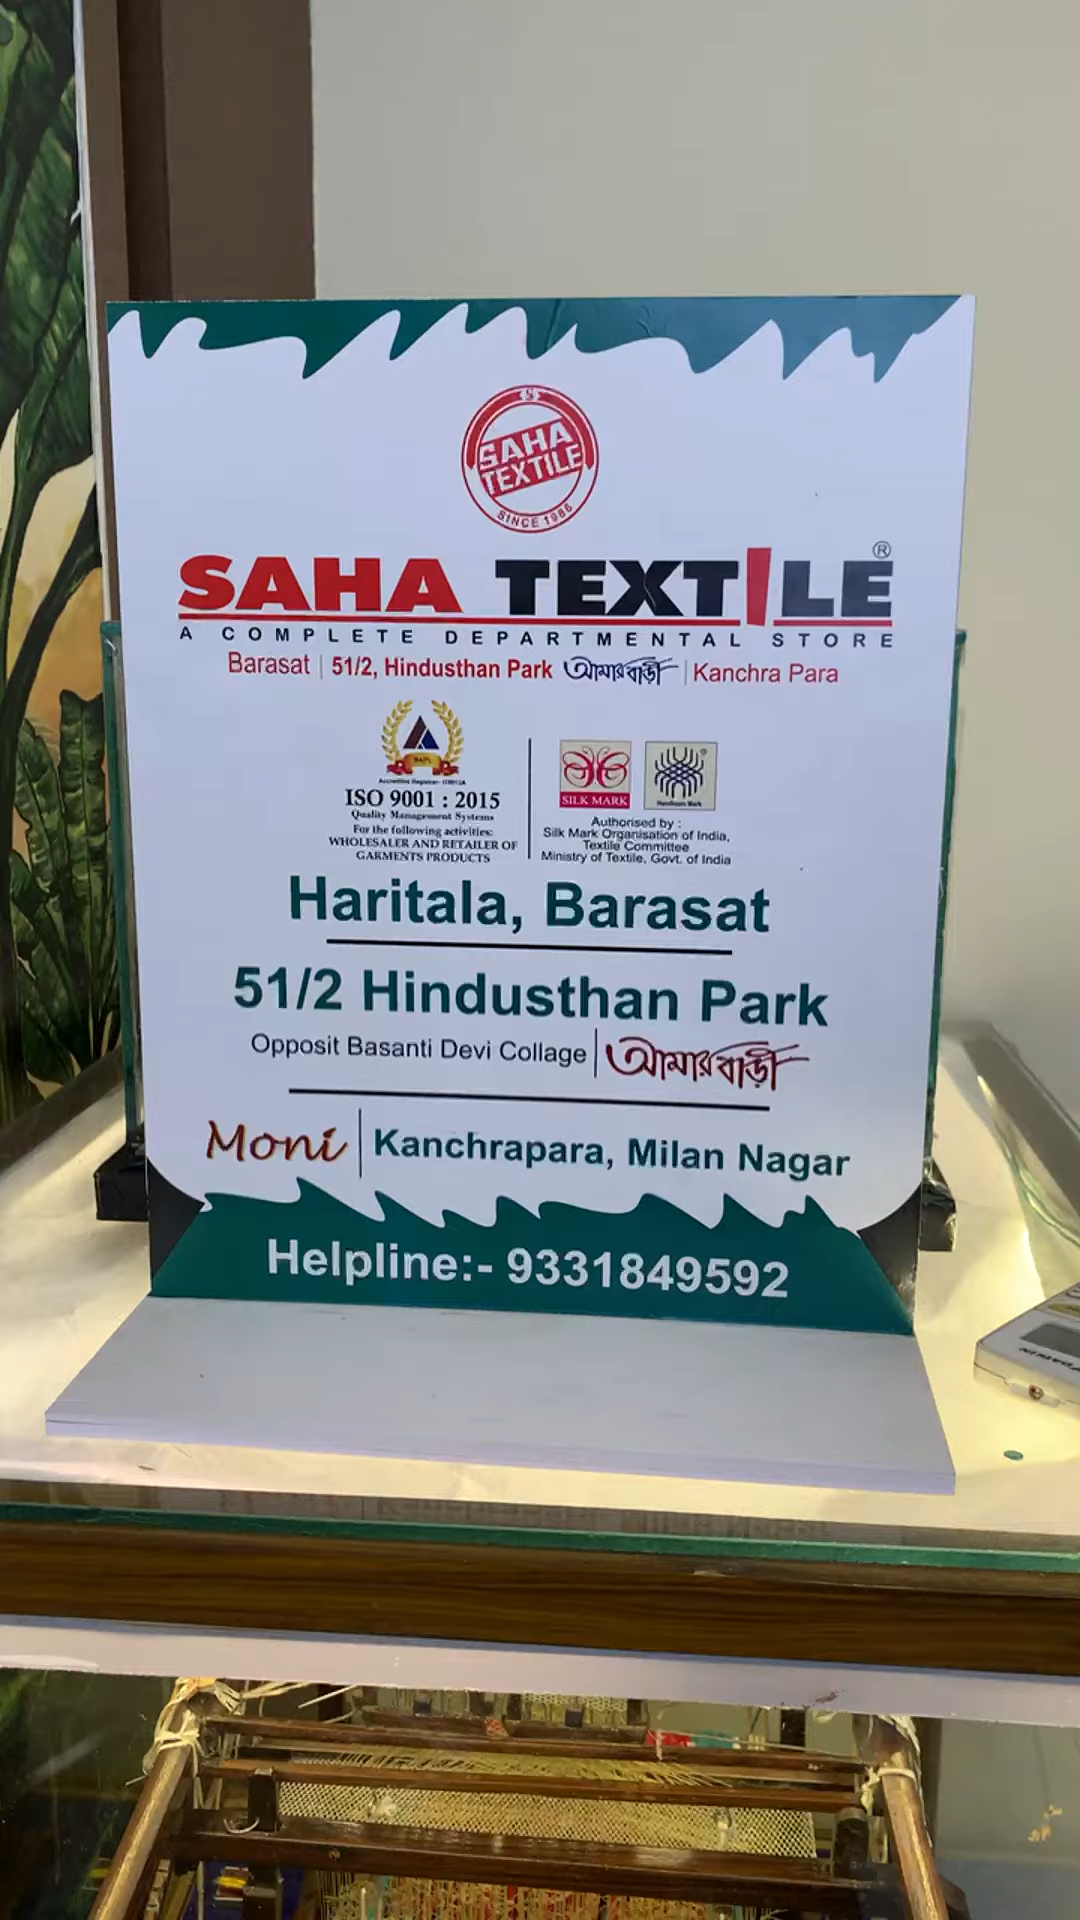 SAHA
TEXTILE
SINCE 1986
SAHA TEXTILE®
A COMPLETE DEPARTMENTAL STORE
Barasat | 51/2, Hindusthan Park আমার বাড়ী | Kanchra Para
Accredited Registrar
ISO 9001 : 2015
Quality Management Systems
For the following activities:
WHOLESALER AND RETAILER OF
GARMENTS PRODUCTS
SILK MARK
Handloom Mark
Authorised by :
Silk Mark Organisation of India,
Textile Committee
Ministry of Textile, Govt. of India
Haritala, Barasat
51/2 Hindusthan Park
Opposit Basanti Devi Collage | আমার বাড়ী
Moni | Kanchrapara, Milan Nagar
Helpline:- 9331849592